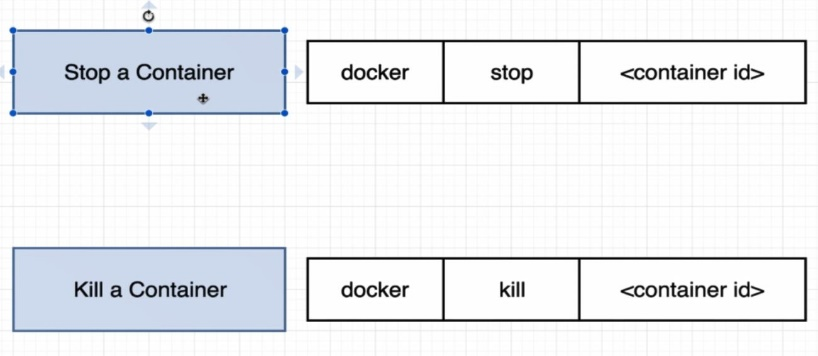 Stop a Container docker stop <container id>
Kill a Container docker kill <container id>